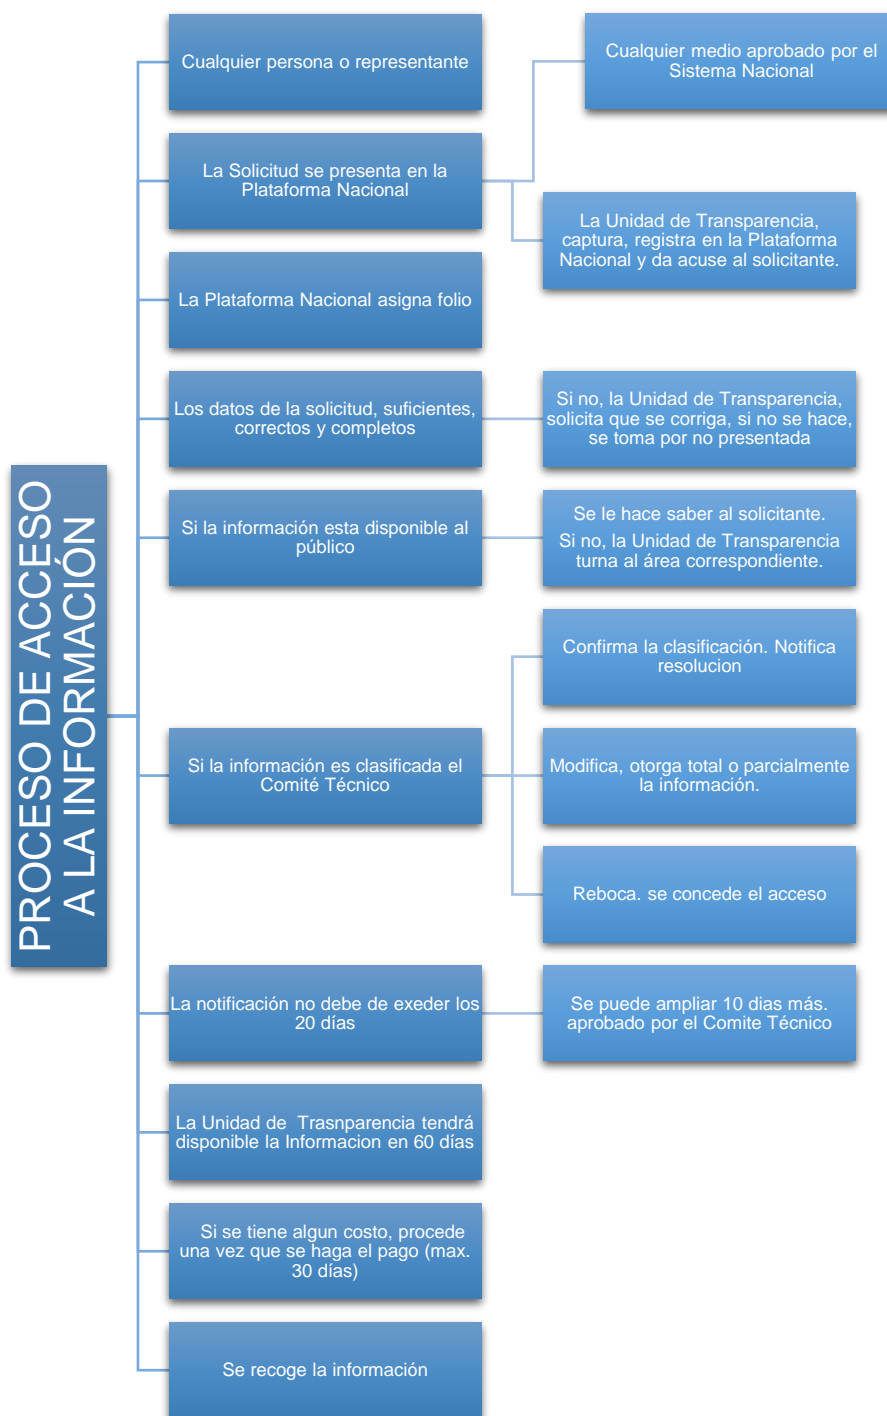 PROCESO DE ACCESO
A LA INFORMACIÓN
Cualquier persona o representante
La Solicitud se presenta en la
Plataforma Nacional
Cualquier medio aprobado por el
Sistema Nacional
La Unidad de Transparencia,
captura, registra en la Plataforma
Nacional y da acuse al solicitante.
La Plataforma Nacional asigna folio
Los datos de la solicitud, suficientes,
correctos y completos
Si no, la Unidad de Transparencia,
solicita que se corriga, si no se hace,
se toma por no presentada
Si la información esta disponible al
público
Se le hace saber al solicitante.
Si no, la Unidad de Transparencia
turna al área correspondiente.
Si la información es clasificada el
Comité Técnico
Confirma la clasificación. Notifica
resolucion
Modifica, otorga total o parcialmente
la información.
Reboca. se concede el acceso
La notificación no debe de exeder los
20 días
Se puede ampliar 10 dias más.
aprobado por el Comite Técnico
La Unidad de  Trasnparencia tendrá
disponible la Informacion en 60 días
Si se tiene algun costo, procede
una vez que se haga el pago (max.
30 días)
Se recoge la información